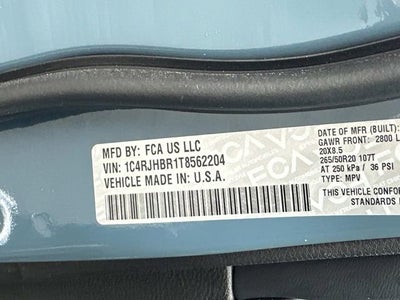 MFD BY: FCA US LLC
VIN: 1C4RJHBR1T8562204
VEHICLE MADE IN: U.S.A.
DATE OF MFR (BUILT):
GAWR FRONT: 2800 L
20X8.5
265/50R20 107T
AT 250 kPa / 36 PSI
TYPE: MPV
THIS VEHICLE CONFOR
STANDARDS